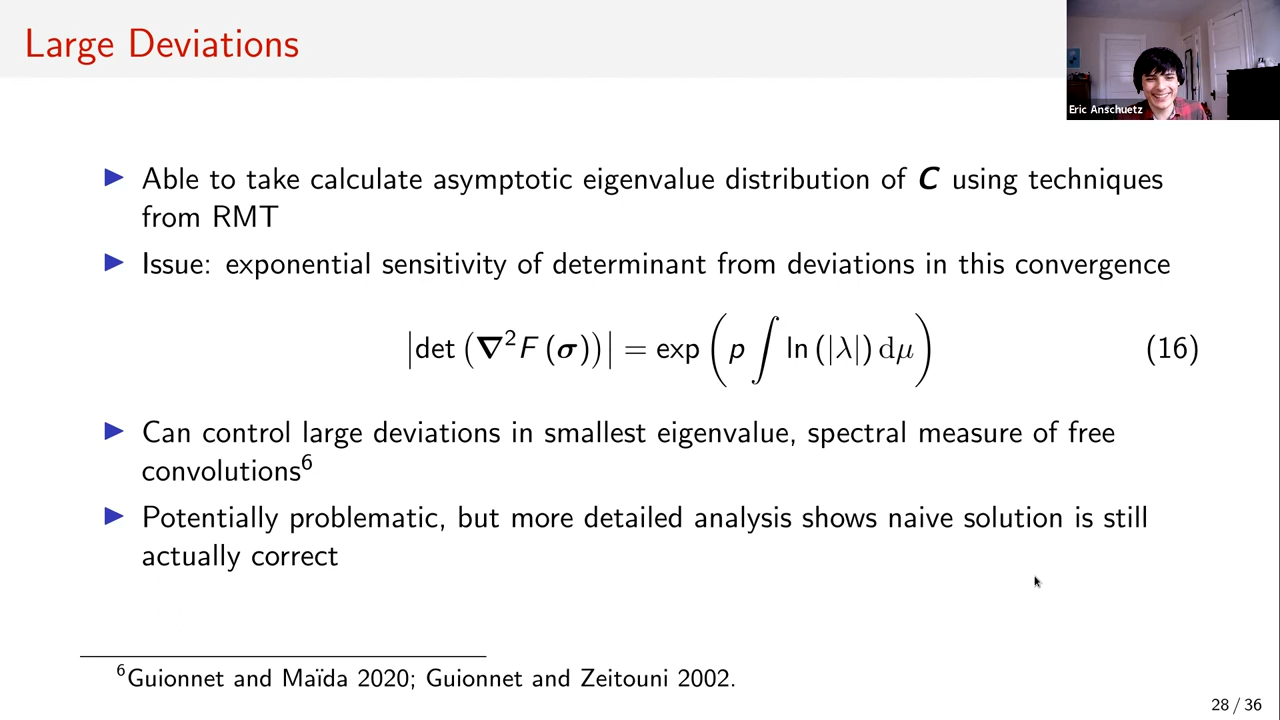 Large Deviations
Eric Anschuetz
▶ Able to take calculate asymptotic eigenvalue distribution of C using techniques
from RMT
▶ Issue: exponential sensitivity of determinant from deviations in this convergence
|det (∇²F (σ))| = exp (p ∫ ln (|λ|) dμ) (16)
▶ Can control large deviations in smallest eigenvalue, spectral measure of free
convolutions⁶
▶ Potentially problematic, but more detailed analysis shows naive solution is still
actually correct
⁶Guionnet and Maïda 2020; Guionnet and Zeitouni 2002.
28 / 36